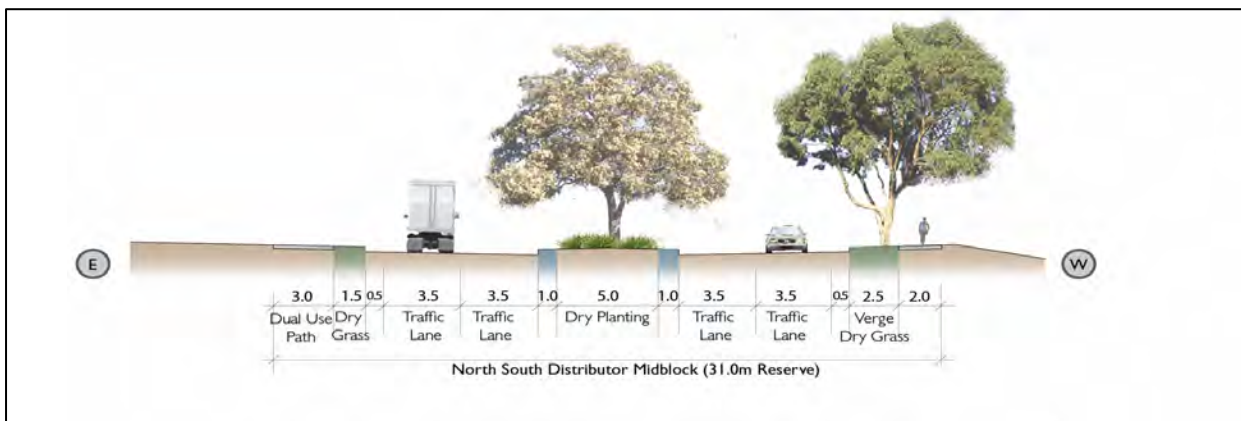 E
W
3.0 1.5 0.5 3.5 3.5 1.0 5.0 1.0 3.5 3.5 0.5 2.5 2.0
Dual Use Path
Dry Grass
Traffic Lane
Traffic Lane
Dry Planting
Traffic Lane
Traffic Lane
Verge Dry Grass
North South Distributor Midblock (31.0m Reserve)